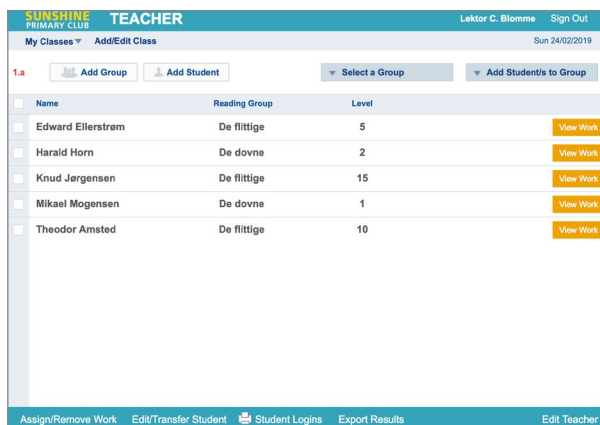 SUNSHINE PRIMARY CLUB TEACHER Lektor C. Blomme Sign Out
My Classes Add/Edit Class Sun 24/02/2019
1.a Add Group Add Student Select a Group Add Student/s to Group
Name Reading Group Level
Edward Ellerstrøm De flittige 5 View Work
Harald Horn De dovne 2 View Work
Knud Jørgensen De flittige 15 View Work
Mikael Mogensen De dovne 1 View Work
Theodor Amsted De flittige 10 View Work
Assign/Remove Work Edit/Transfer Student Student Logins Export Results Edit Teacher